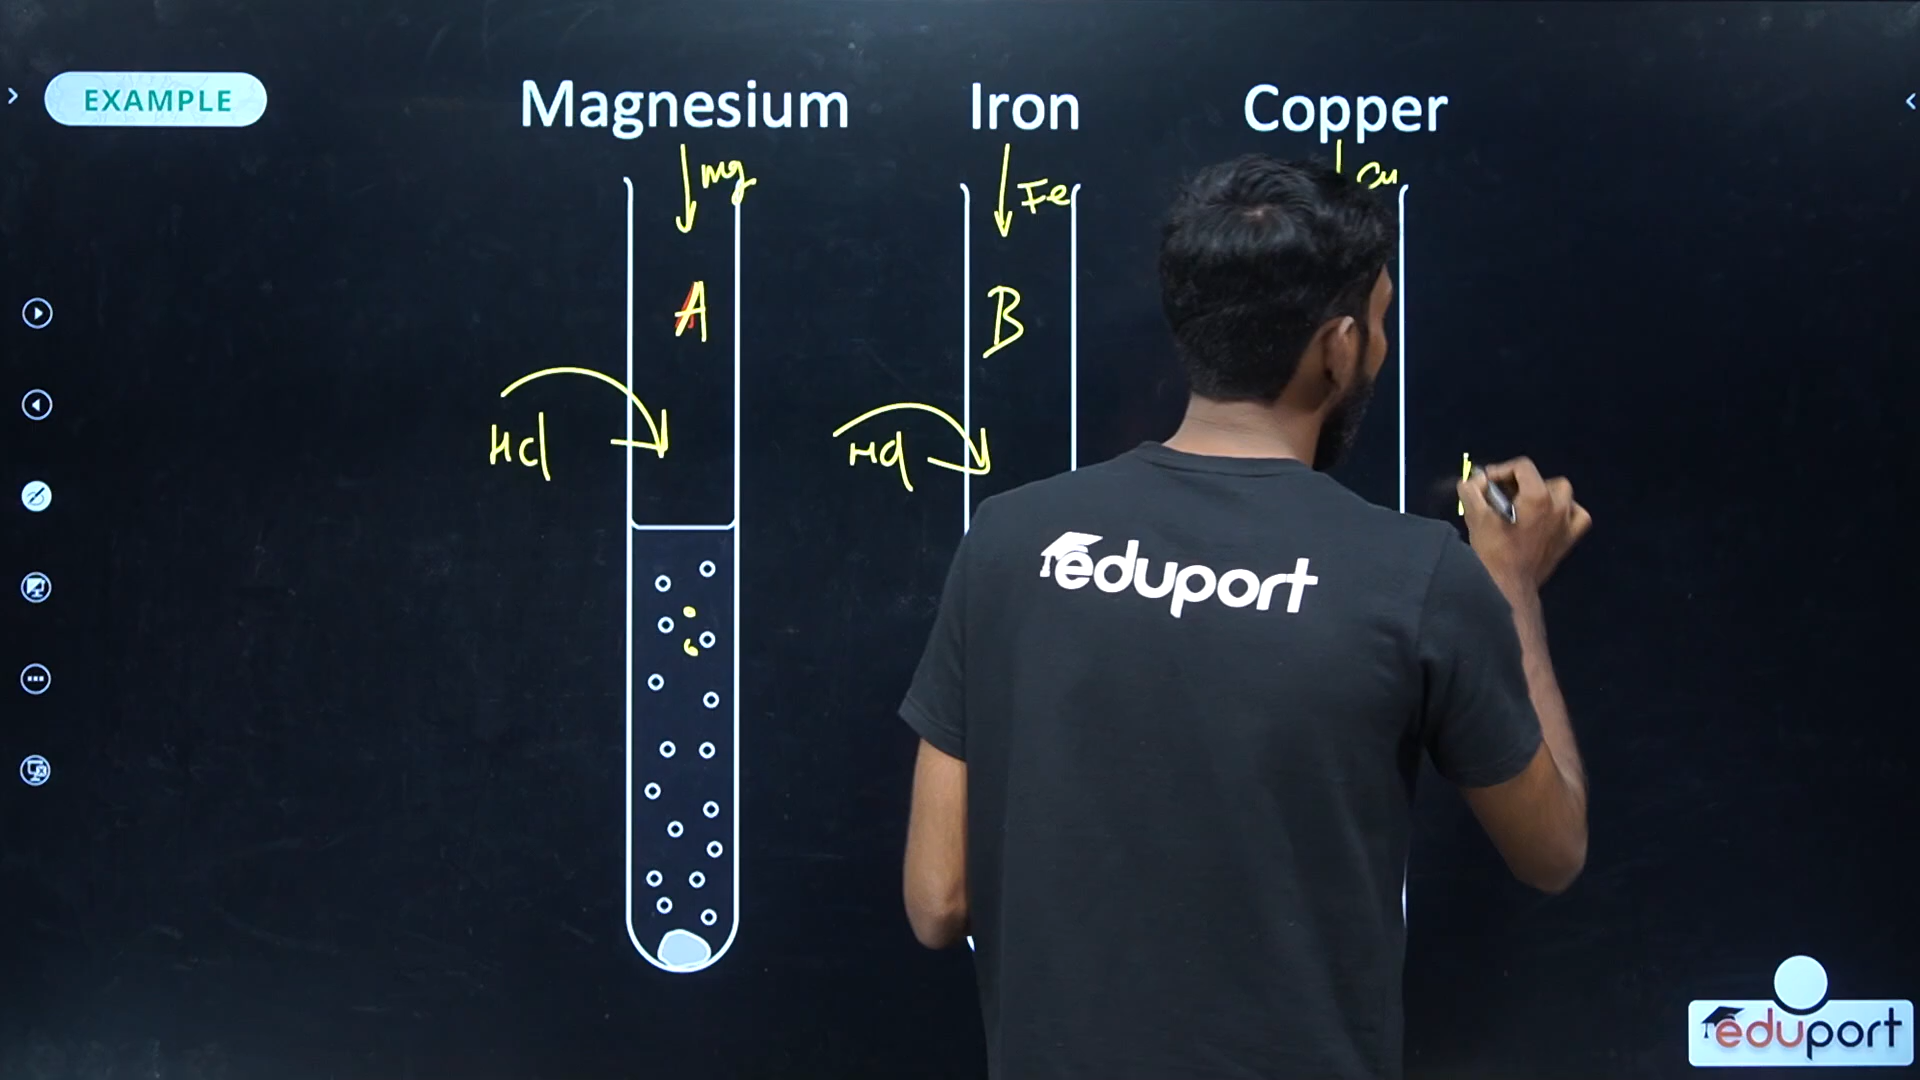 EXAMPLE
Magnesium Iron Copper
Mg Fe Cu
A B
HCl HCl
eduport
eduport